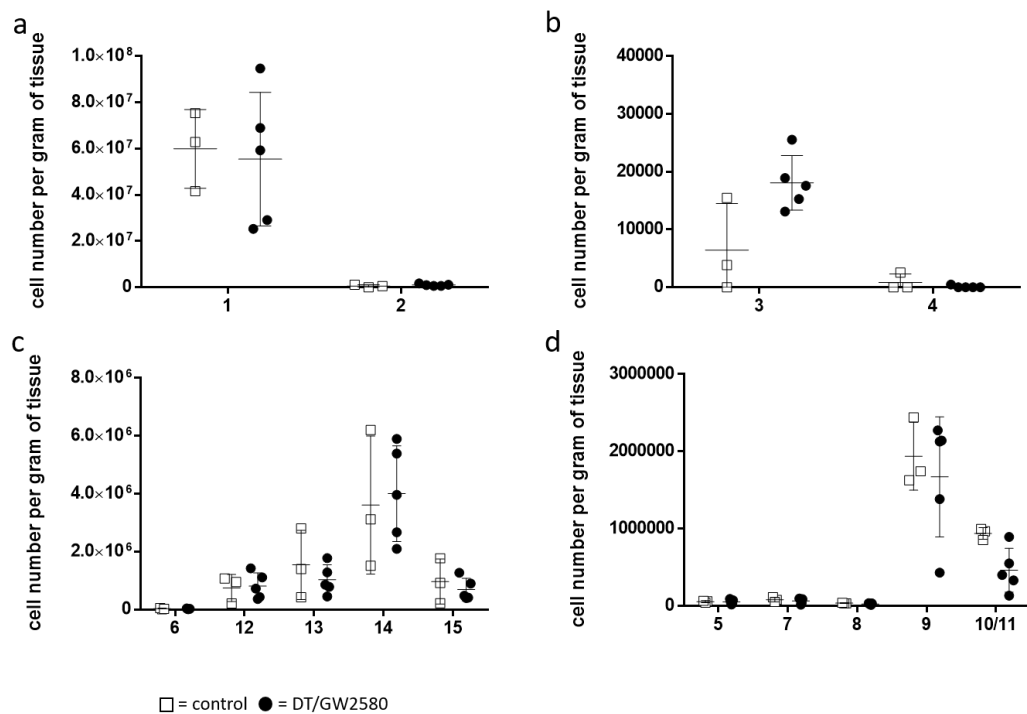 a
cell number per gram of tissue
1.0×10⁸
8.0×10⁷
6.0×10⁷
4.0×10⁷
2.0×10⁷
0
1 2
b
cell number per gram of tissue
40000
30000
20000
10000
0
3 4
c
cell number per gram of tissue
8.0×10⁶
6.0×10⁶
4.0×10⁶
2.0×10⁶
0
6 12 13 14 15
d
cell number per gram of tissue
3000000
2000000
1000000
0
5 7 8 9 10/11
= control = DT/GW2580